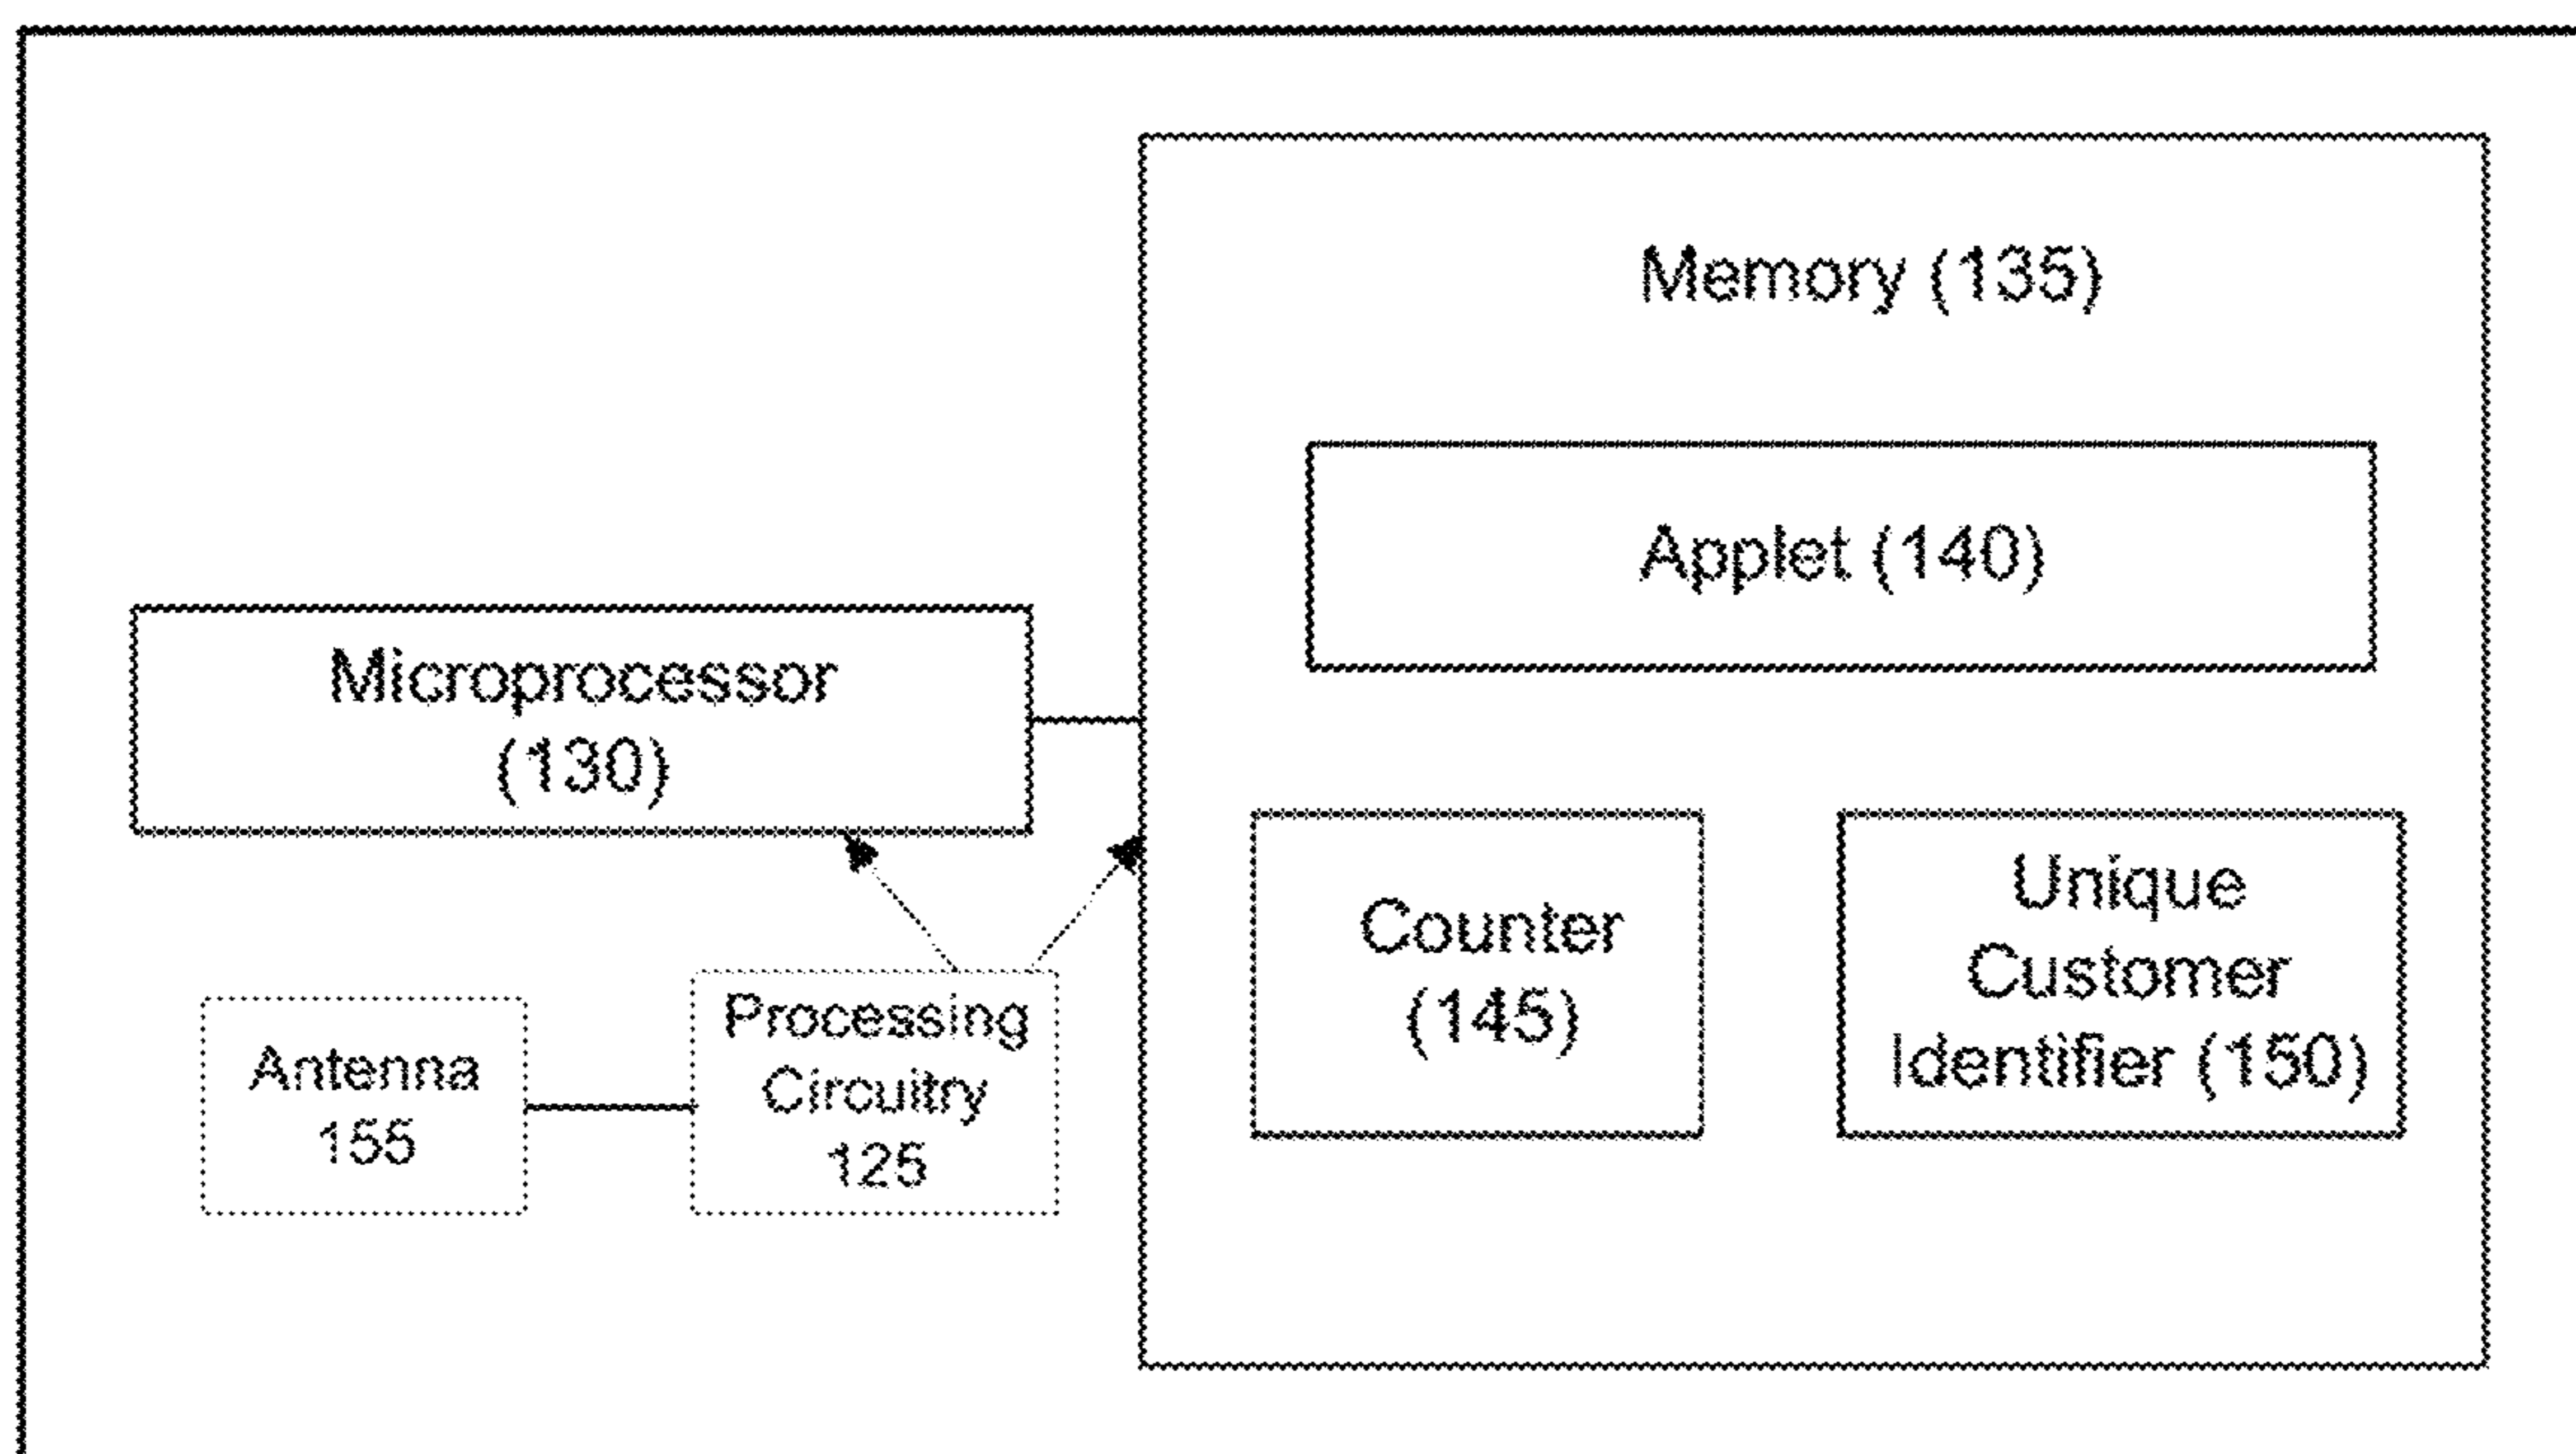 Memory (135)
Applet (140)
Microprocessor
(130)
Counter
(145)
Unique
Customer
Identifier (150)
Antenna
155
Processing
Circuitry
125